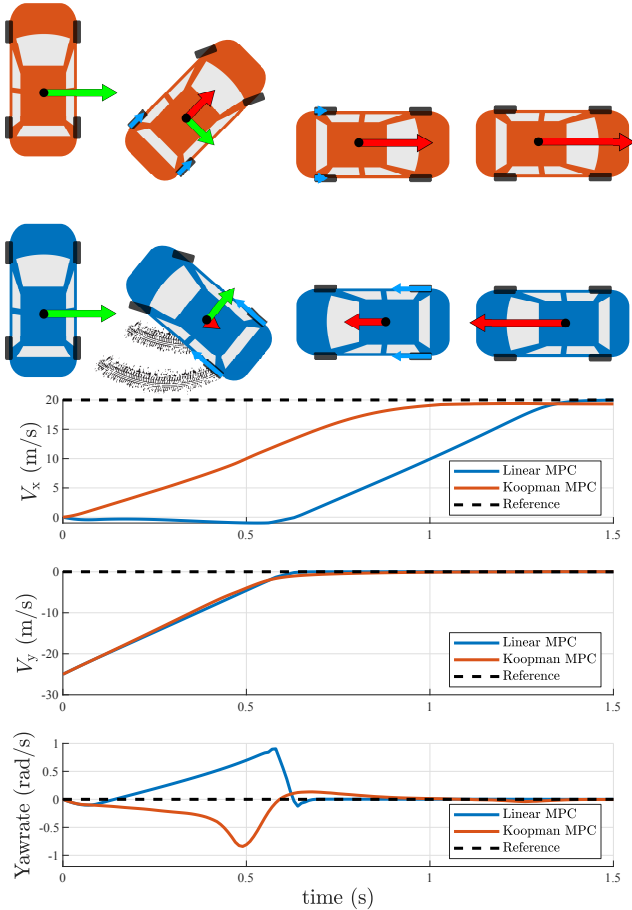 20
15
10
5
0
V_x (m/s)
Linear MPC
Koopman MPC
Reference
0
0.5
1
1.5
0
-10
-20
-30
V_y (m/s)
Linear MPC
Koopman MPC
Reference
0
0.5
1
1.5
1
0.5
0
-0.5
-1
Yawrate (rad/s)
Linear MPC
Koopman MPC
Reference
0
0.5
1
1.5
time (s)